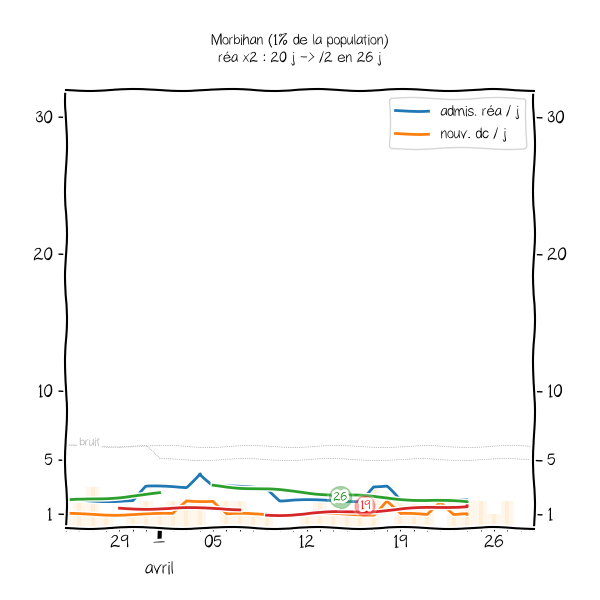 Morbihan (1% de la population)
réa x2 : 20 j -> /2 en 26 j
admis. réa / j
nouv. dc / j
30
30
20
20
10
10
bruit
5
5
26
19
1
1
29
05
12
19
26
avril